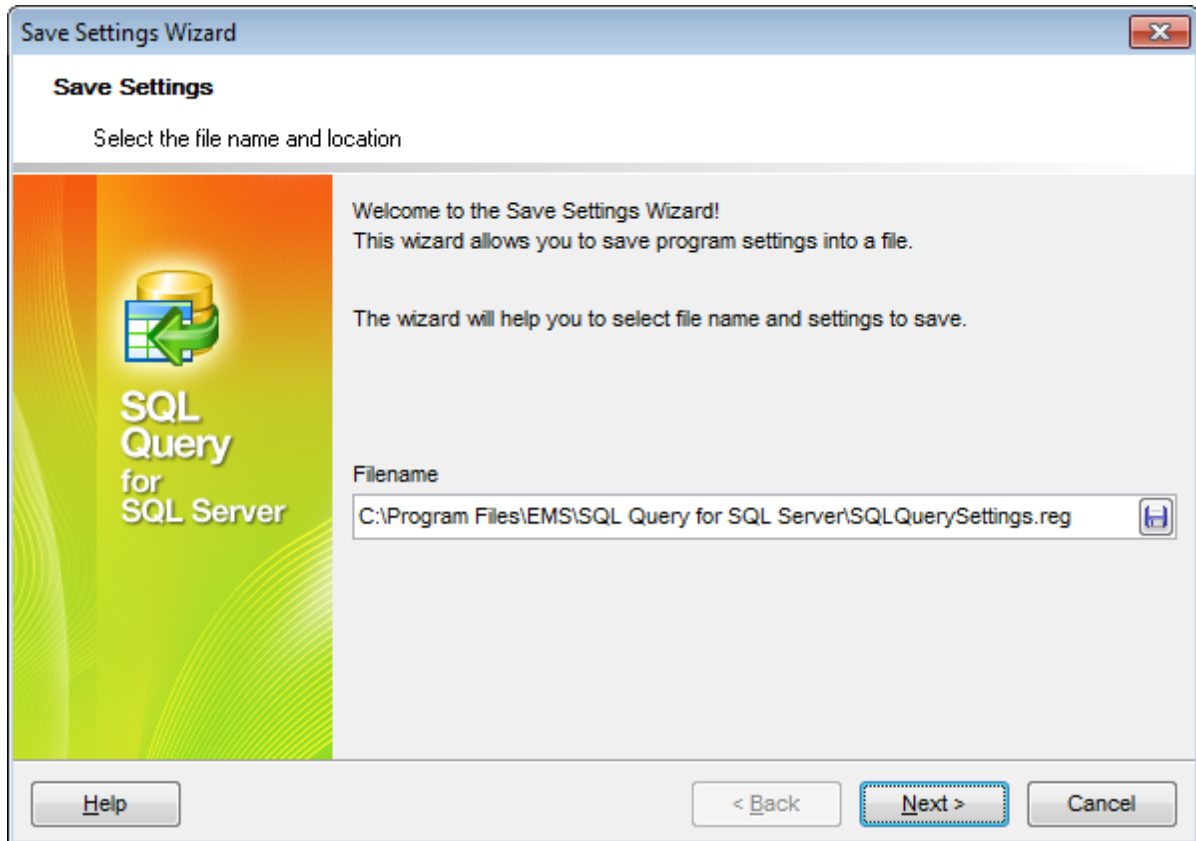 Save Settings Wizard
Save Settings
Select the file name and location
Welcome to the Save Settings Wizard!
This wizard allows you to save program settings into a file.
The wizard will help you to select file name and settings to save.
SQL
Query
for
SQL Server
Filename
C:\Program Files\EMS\SQL Query for SQL Server\SQLQuerySettings.reg
Help
< Back
Next >
Cancel